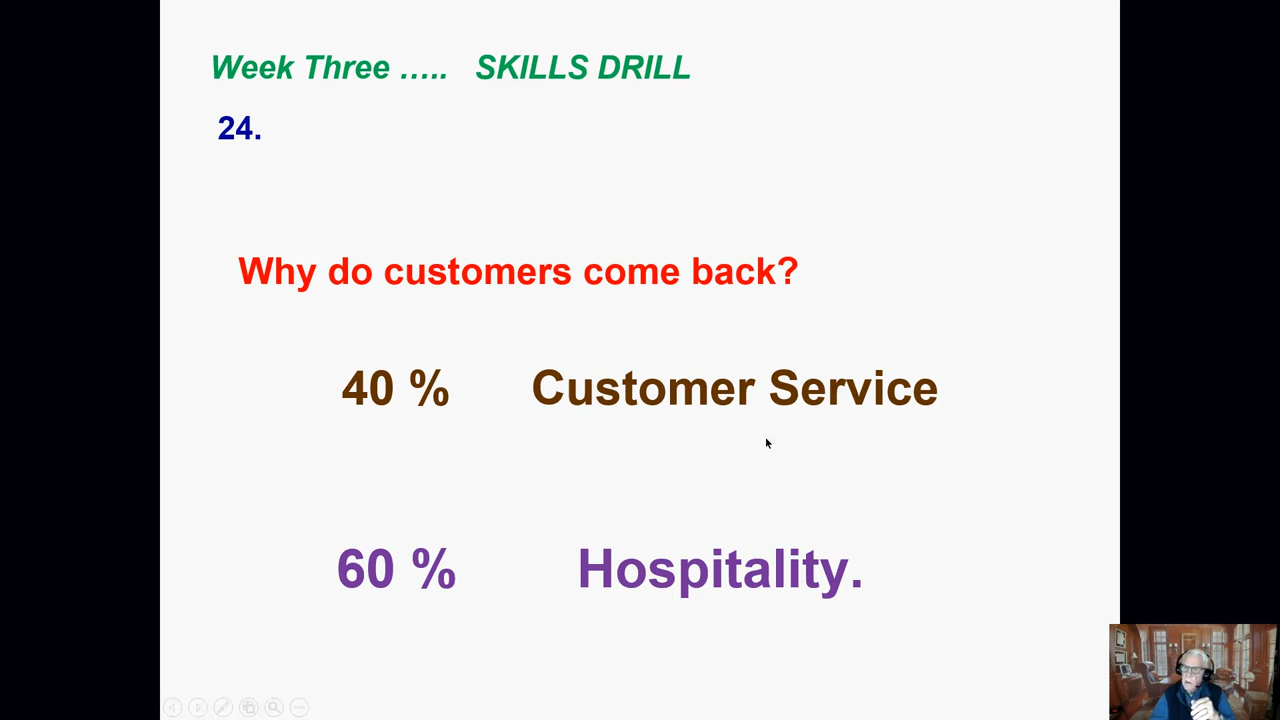 Week Three ….. SKILLS DRILL
24.
Why do customers come back?
40 % Customer Service
60 % Hospitality.